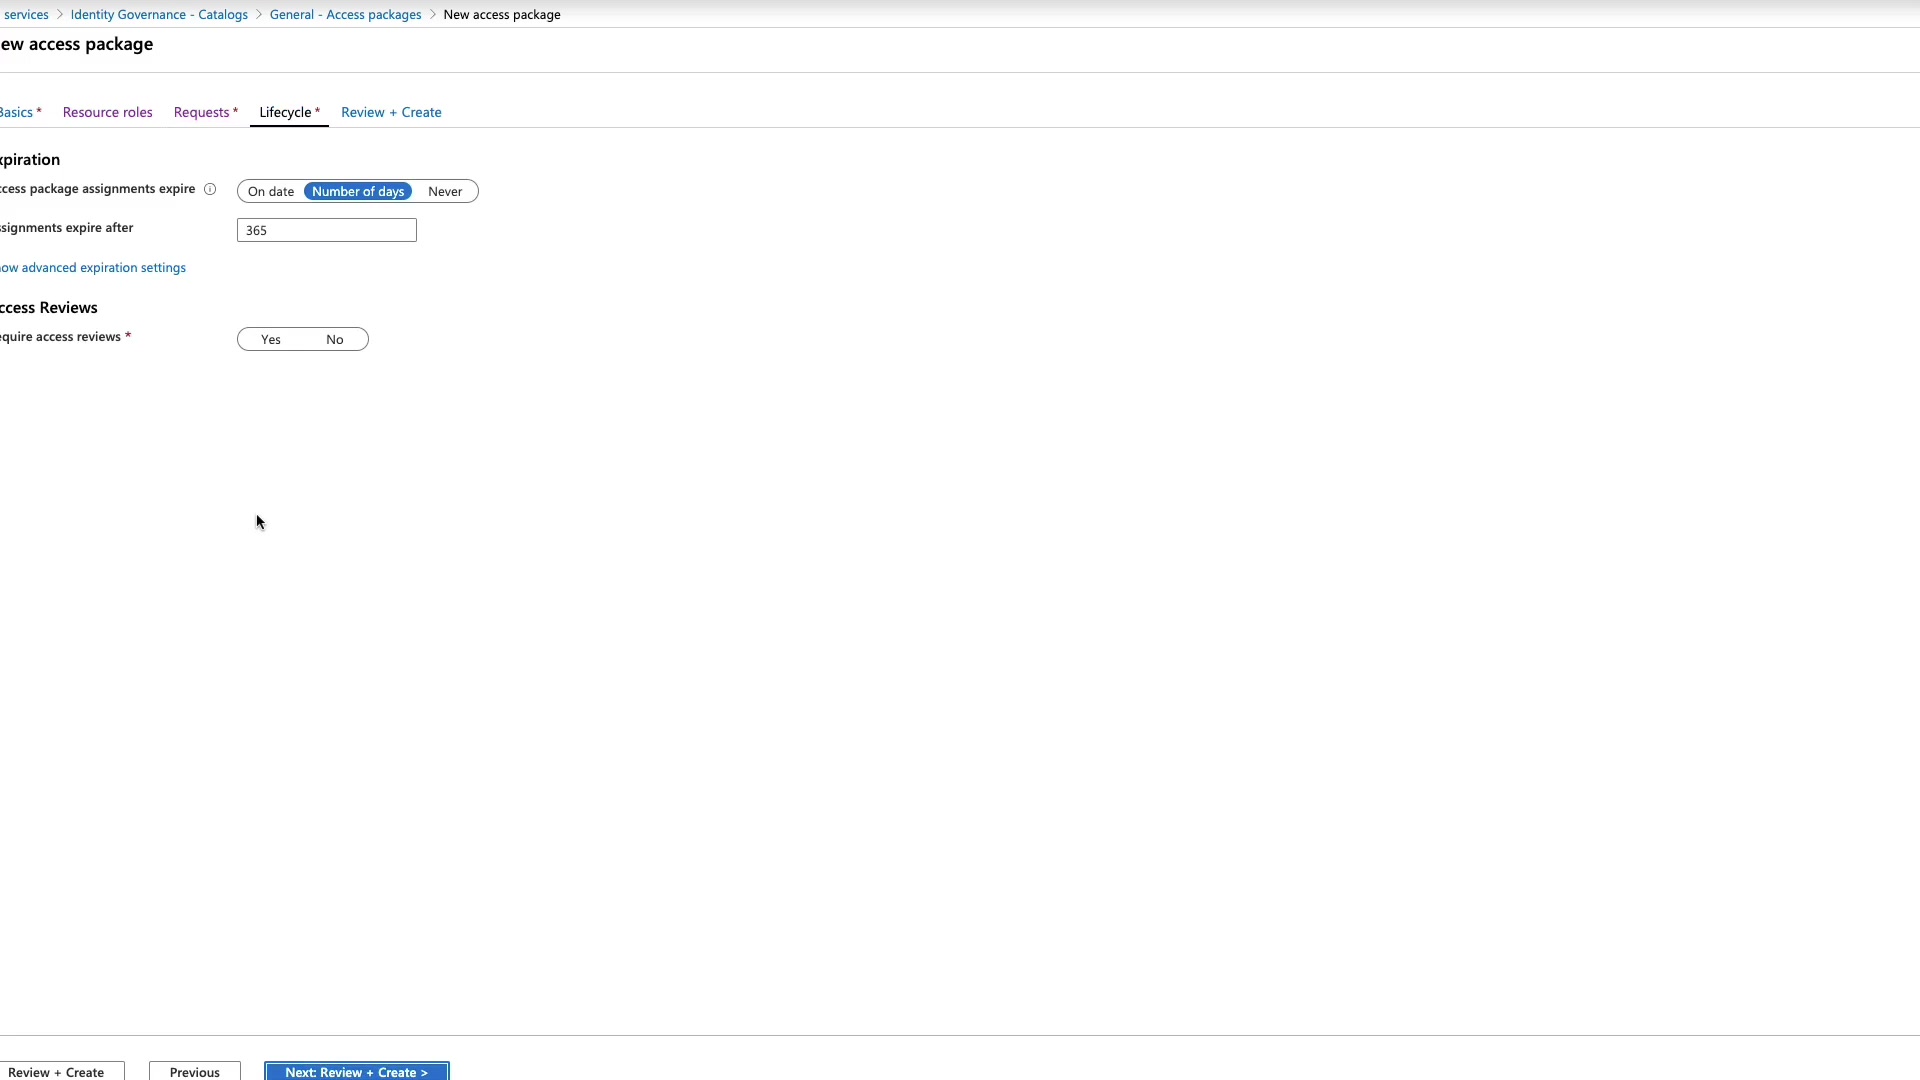 services > Identity Governance - Catalogs > General - Access packages > New access package
ew access package
Basics * Resource roles Requests * Lifecycle * Review + Create
xpiration
ccess package assignments expire On date Number of days Never
ssignments expire after 365
how advanced expiration settings
ccess Reviews
equire access reviews * Yes No
Review + Create Previous Next: Review + Create >